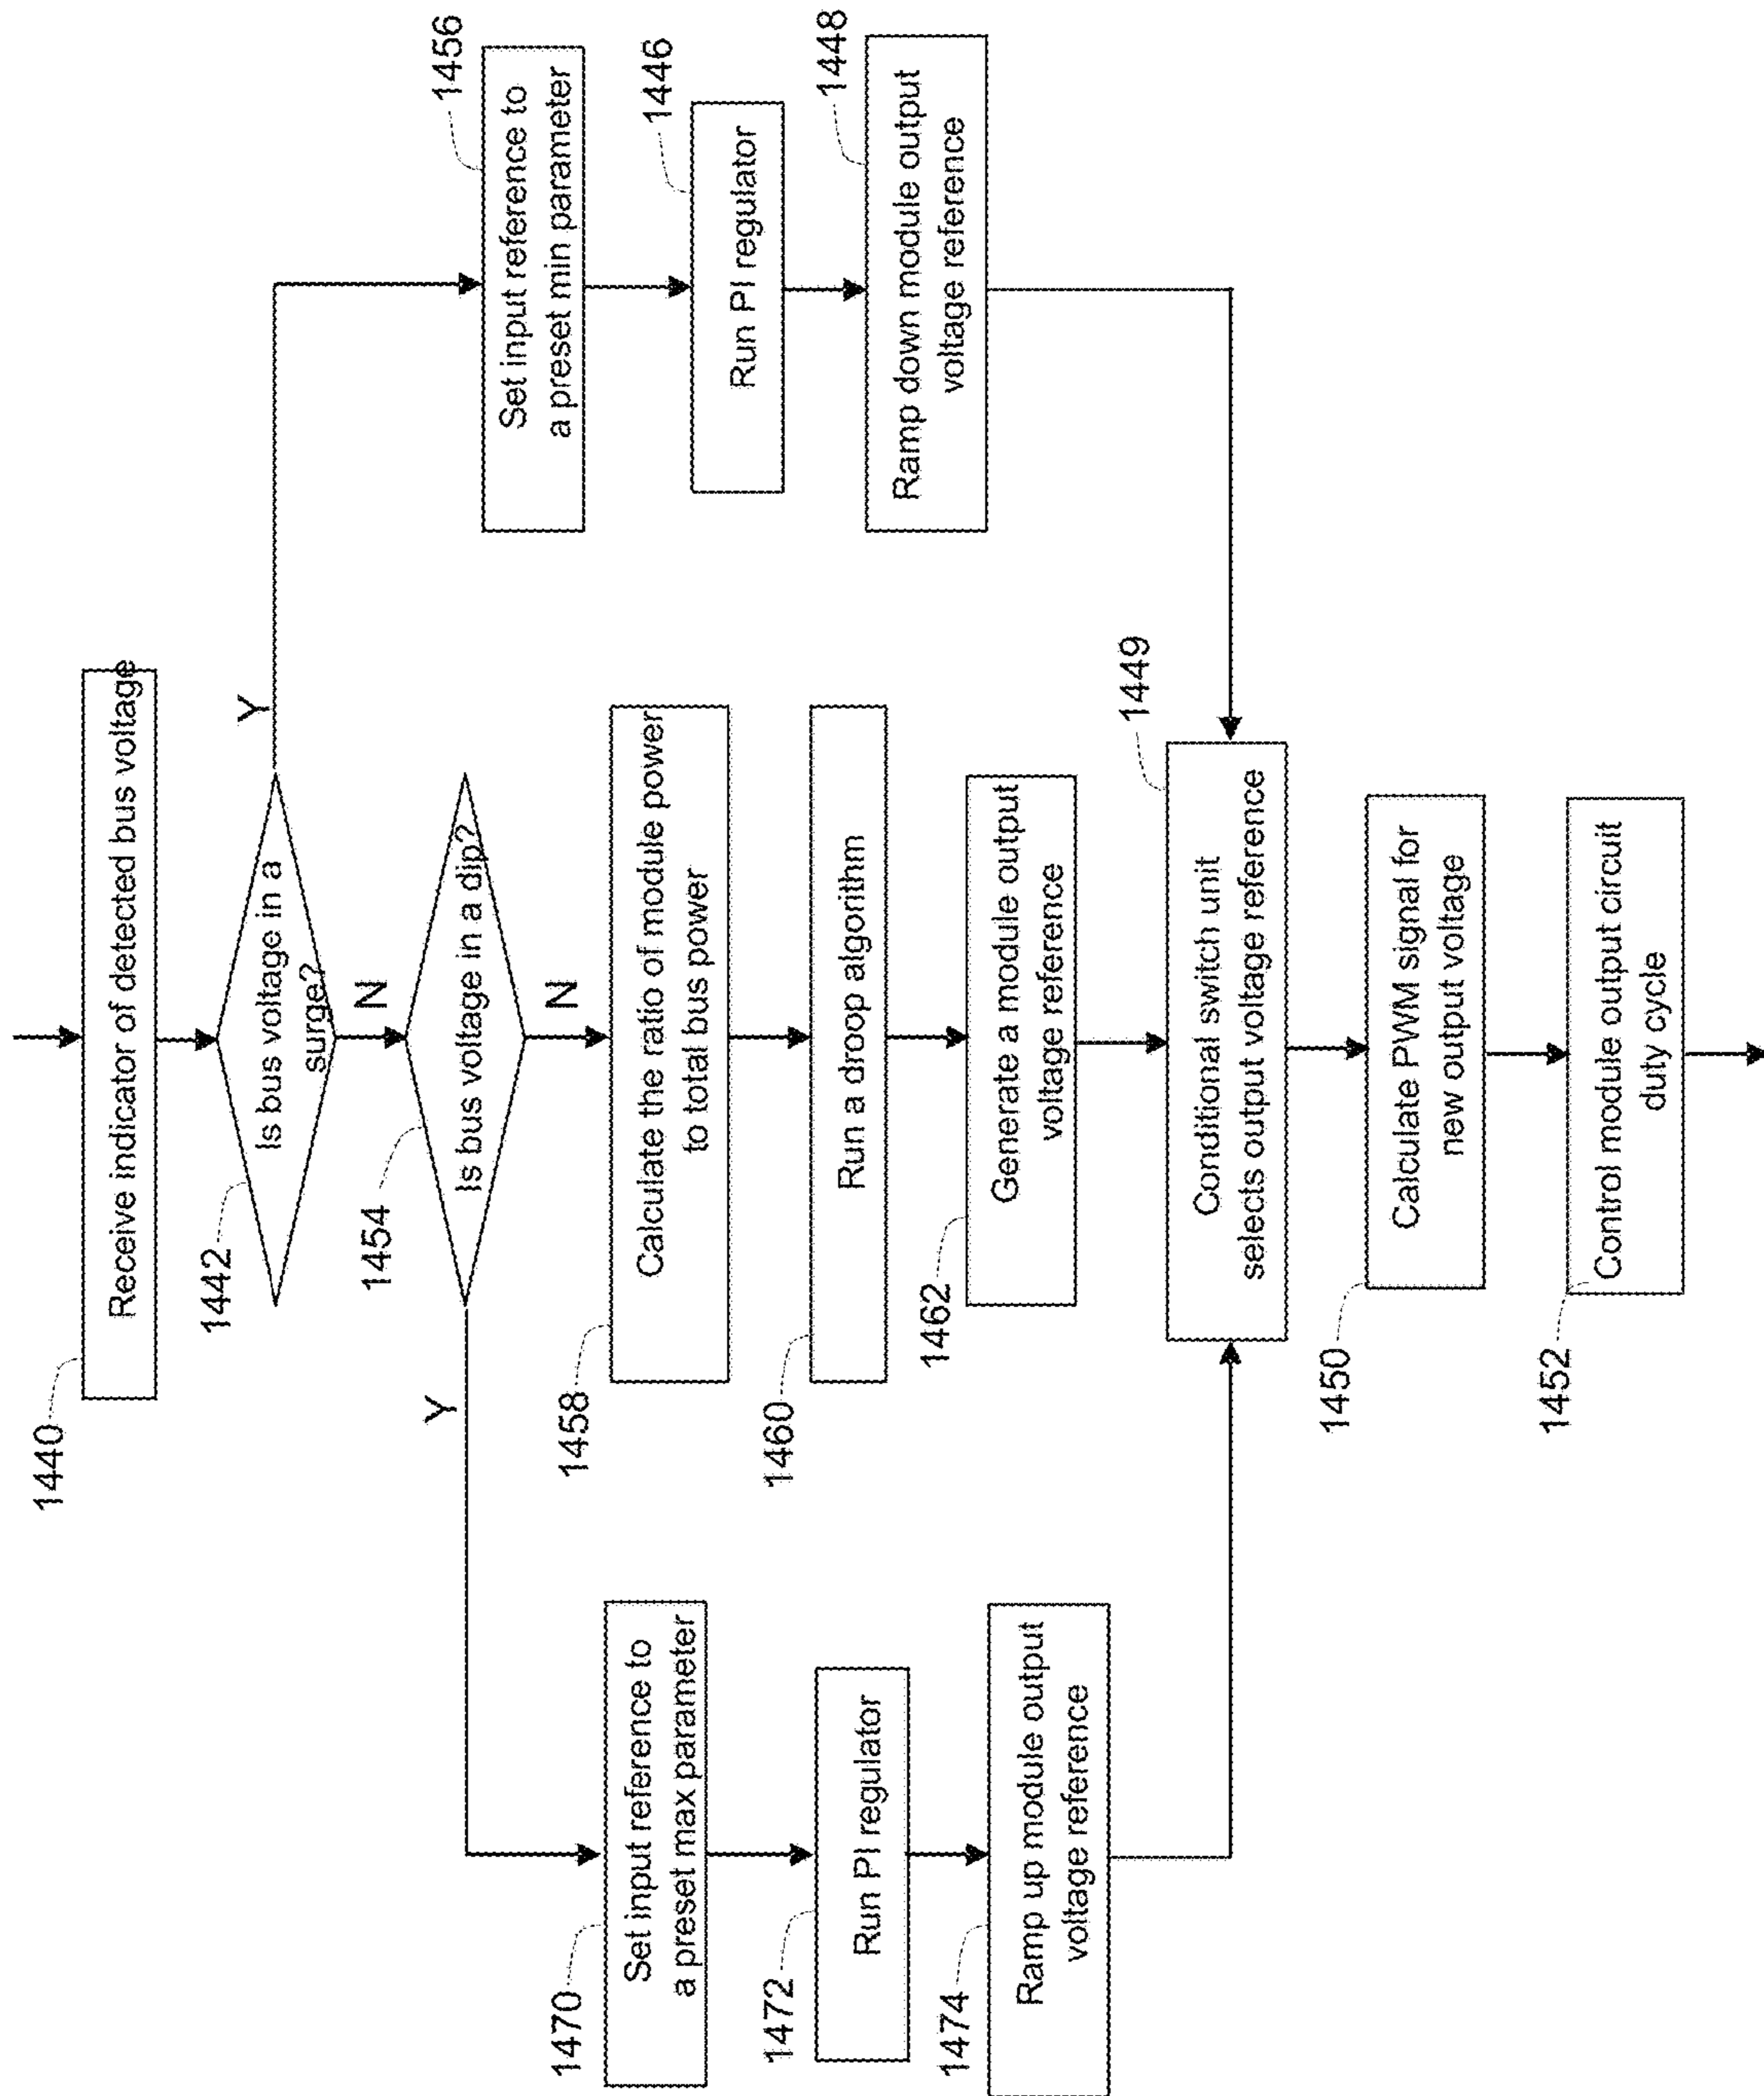 1440
Receive indicator of detected bus voltage
1442
Is bus voltage in a
surge?
Y
N
1454
Is bus voltage in a dip?
Y
N
1456
Set input reference to
a preset min parameter
1446
Run PI regulator
1448
Ramp down module output
voltage reference
1458
Calculate the ratio of module power
to total bus power
1460
Run a droop algorithm
1462
Generate a module output
voltage reference
1470
Set input reference to
a preset max parameter
1472
Run PI regulator
1474
Ramp up module output
voltage reference
1449
Conditional switch unit
selects output voltage reference
1450
Calculate PWM signal for
new output voltage
1452
Control module output circuit
duty cycle